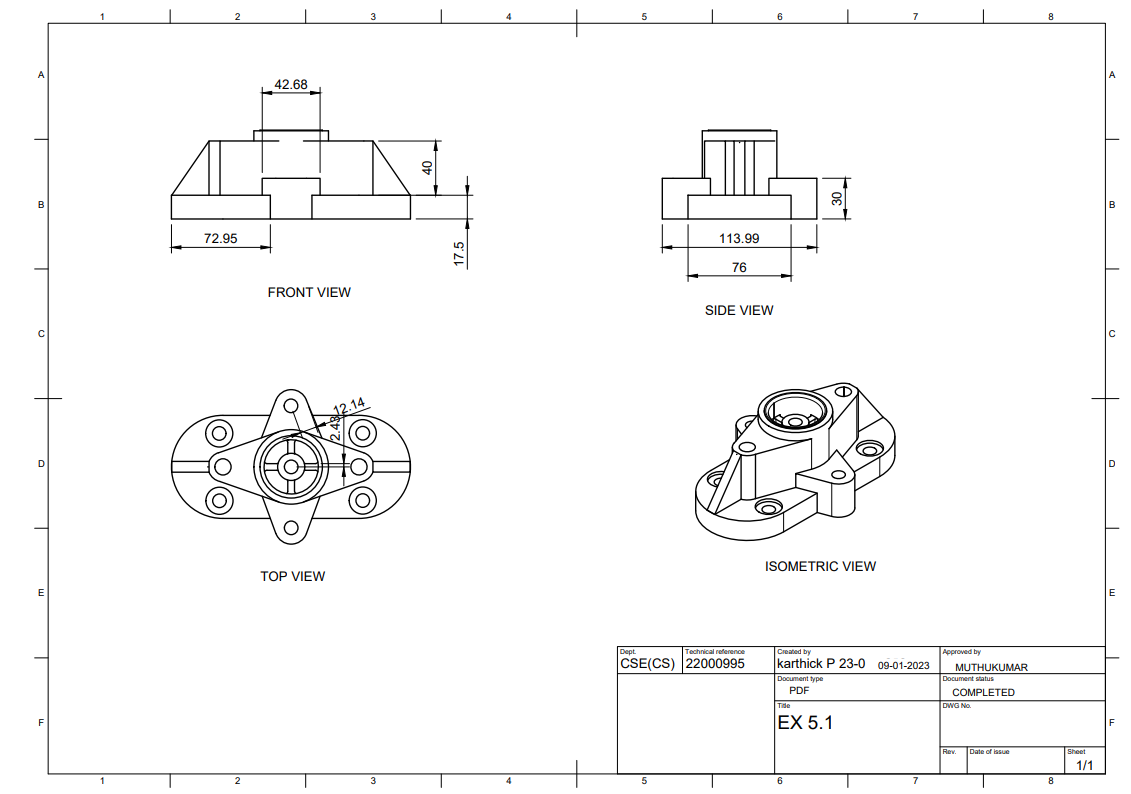 1 2 3 4 5 6 7 8
A A
42.68
40
B B
30
72.95
113.99
17.5
76
FRONT VIEW
SIDE VIEW
C C
12.14
2.43
D D
TOP VIEW
ISOMETRIC VIEW
E E
Dept. Technical reference Created by Approved by
CSE(CS) 22000995 karthick P 23-0 09-01-2023 MUTHUKUMAR
Document type Document status
PDF COMPLETED
Title DWG No.
EX 5.1
F F
Rev. Date of issue Sheet
1/1
1 2 3 4 5 6 7 8